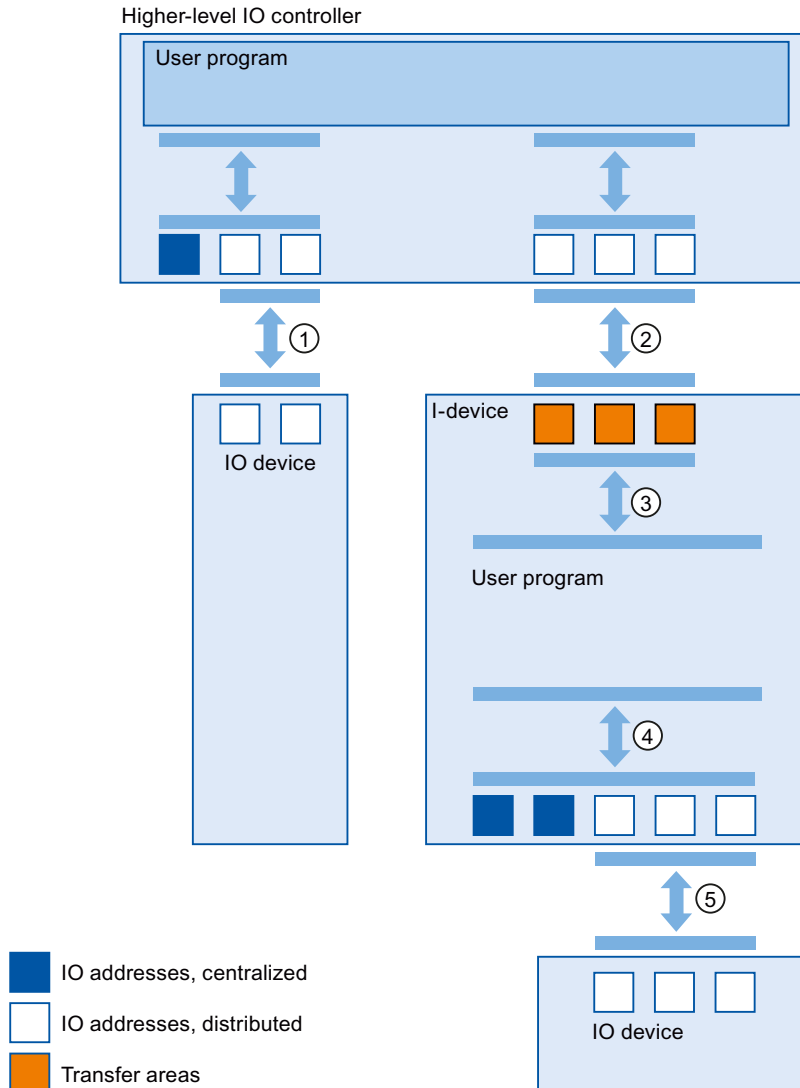 Higher-level IO controller
User program
①
②
I-device
IO device
③
User program
④
⑤
IO addresses, centralized
IO addresses, distributed
IO device
Transfer areas